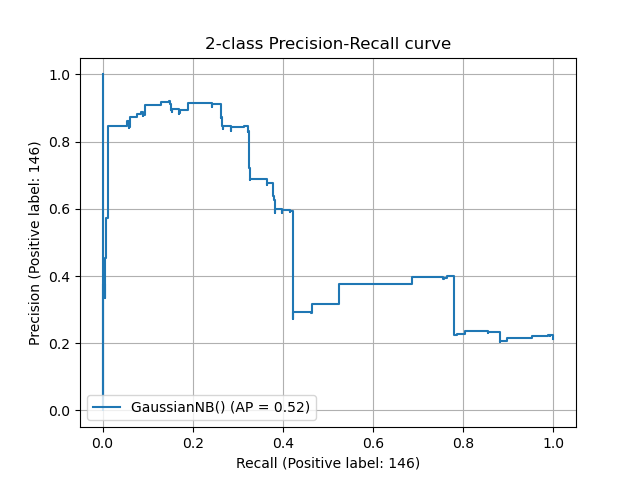 2-class Precision-Recall curve
1.0
0.8
0.6
0.4
0.2
0.0
Precision (Positive label: 146)
GaussianNB() (AP = 0.52)
0.0 0.2 0.4 0.6 0.8 1.0
Recall (Positive label: 146)